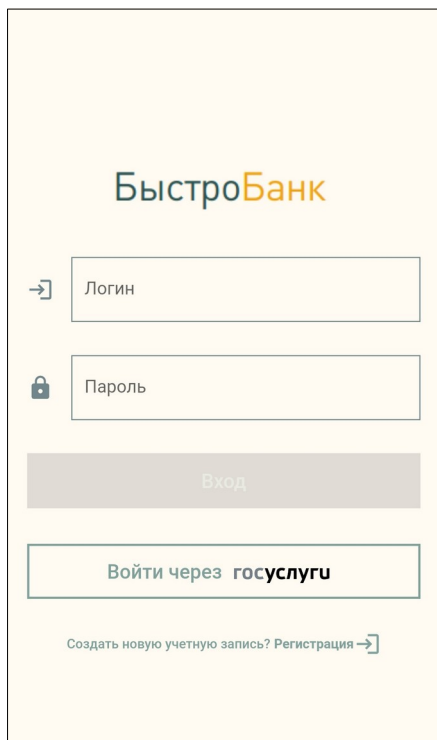 БыстроБанк
Логин
Пароль
Вход
Войти через госуслуги
Создать новую учетную запись? Регистрация